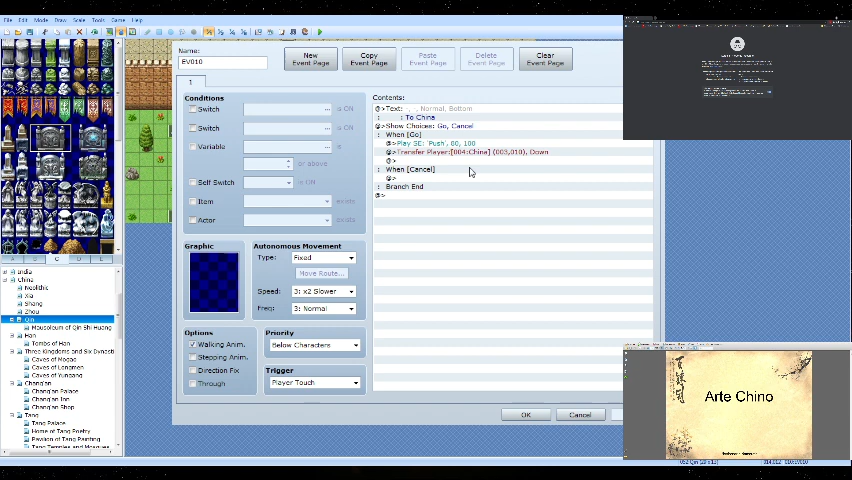 File Edit Mode Draw Scale Tools Game Help
Name:
EV010
New Event Page
Copy Event Page
Paste Event Page
Delete Event Page
Clear Event Page
1
Conditions
Switch ... is ON
Switch ... is ON
Variable ... is
or above
Self Switch is ON
Item exists
Actor exists
Graphic
Autonomous Movement
Type: Fixed
Move Route...
Speed: 3: x2 Slower
Freq: 3: Normal
Options
Walking Anim.
Stepping Anim.
Direction Fix
Through
Priority
Below Characters
Trigger
Player Touch
Contents:
@>Text: -, -, Normal, Bottom
: : To China
@>Show Choices: Go, Cancel
: When [Go]
@>Play SE: 'Push', 80, 100
@>Transfer Player:[004:China] (003,010), Down
@>
: When [Cancel]
@>
: Branch End
@>
OK
Cancel
A B C D E
India
China
Neolithic
Xia
Shang
Zhou
Qin
Mausoleum of Qin Shi Huang
Han
Tombs of Han
Three Kingdoms and Six Dynasti
Caves of Mogao
Caves of Longmen
Caves of Yungang
Chang'an
Chang'an Palace
Chang'an Inn
Chang'an Shop
Tang
Tang Palace
Home of Tang Poetry
Pavilion of Tang Painting
Tang Temples and Mosques
Arte Chino